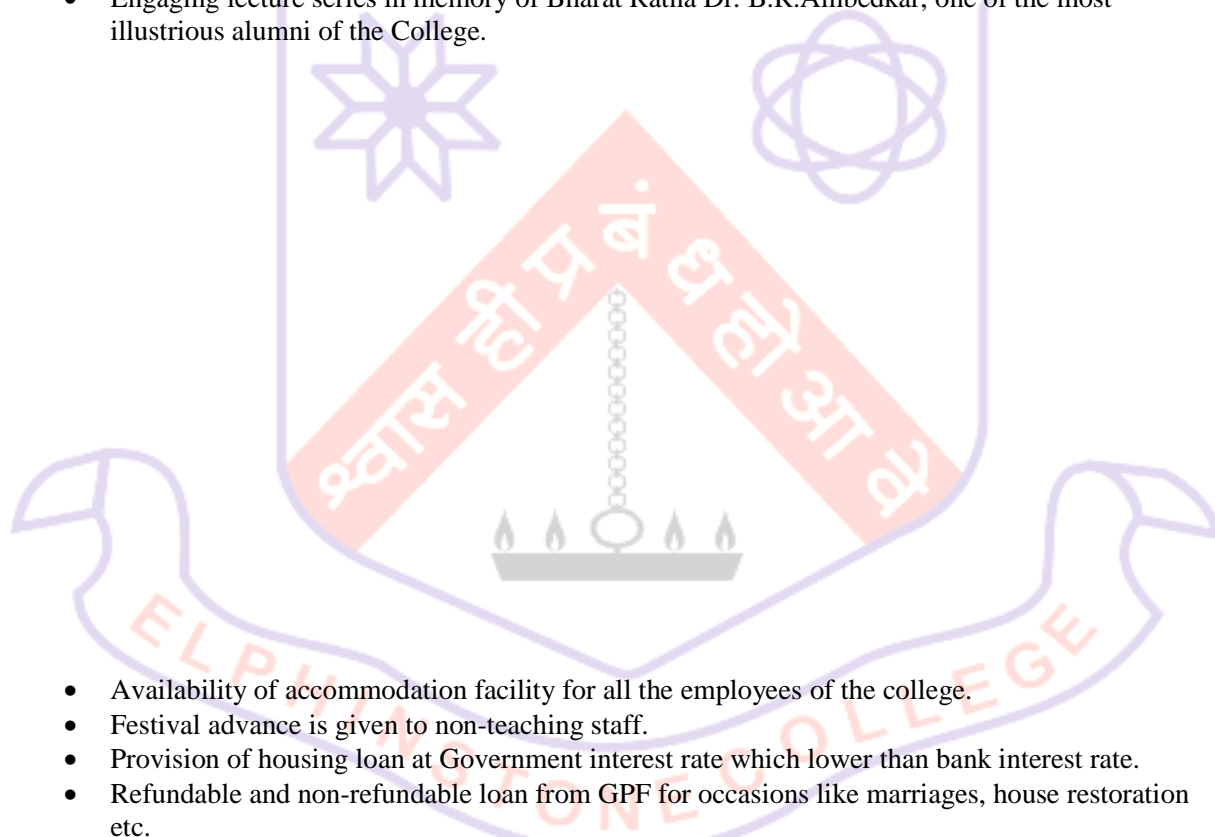 • Engaging lecture series in memory of Bharat Ratna Dr. B.R.Ambedkar, one of the most
illustrious alumni of the College.
श्वास ही प्रबंध हो आवे
ELPHINSTONE COLLEGE
• Availability of accommodation facility for all the employees of the college.
• Festival advance is given to non-teaching staff.
• Provision of housing loan at Government interest rate which lower than bank interest rate.
• Refundable and non-refundable loan from GPF for occasions like marriages, house restoration
etc.